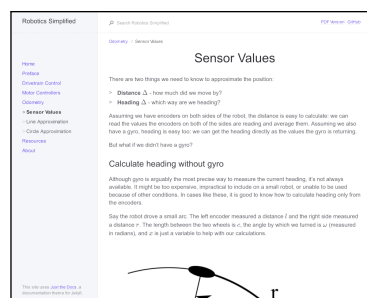 Robotics Simplified
Search Robotics Simplified
PDF Version GitHub
Odometry > Sensor Values
Home
Preface
Drivetrain Control
Motor Controllers
Odometry
> Sensor Values
> Line Approximation
> Circle Approximation
Resources
About
Sensor Values
There are two things we need to know to approximate the position:
> Distance Δ - how much did we move by?
> Heading Δ - which way are we heading?
Assuming we have encoders on both sides of the robot, the distance is easy to calculate: we can
read the values the encoders on both of the sides are reading and average them. Assuming we also
have a gyro, heading is easy too: we can get the heading directly as the values the gyro is returning.
But what if we didn't have a gyro?
Calculate heading without gyro
Although gyro is arguably the most precise way to measure the current heading, it's not always
available. It might be too expensive, impractical to include on a small robot, or unable to be used
because of other conditions. In cases like these, it is good to know how to calculate heading only from
the encoders.
Say the robot drove a small arc. The left encoder measured a distance l and the right side measured
a distance r. The length between the two wheels is c, the angle by which we turned is ω (measured
in radians), and x is just a variable to help with our calculations.
r
This site uses Just the Docs, a
documentation theme for Jekyll.